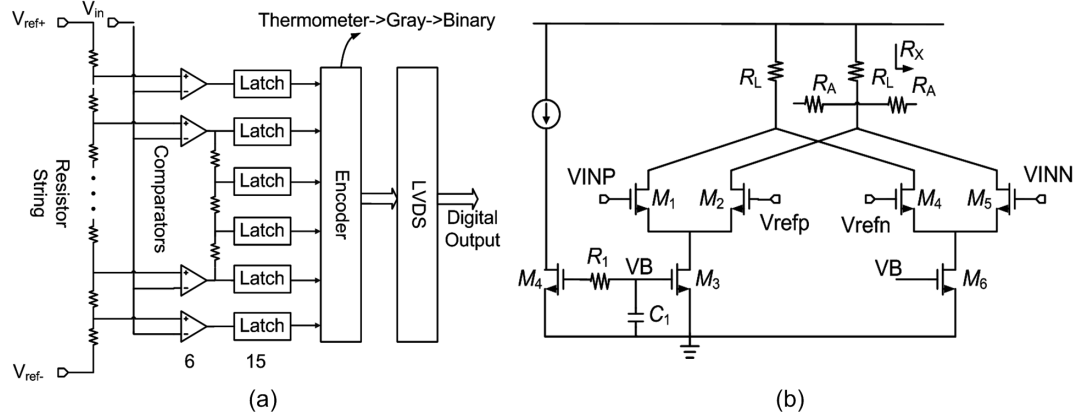 Thermometer->Gray->Binary
Vref+
Vin
+
-
Latch
+
-
Latch
Latch
Latch
+
-
Latch
+
-
Latch
Resistor
String
Comparators
Encoder
LVDS
Digital
Output
Vref-
6
15
(a)
RX
RL
RL
RA
RA
VINP
M1
M2
Vrefp
Vrefn
M4
M5
VINN
M4
R1
VB
M3
C1
VB
M6
(b)